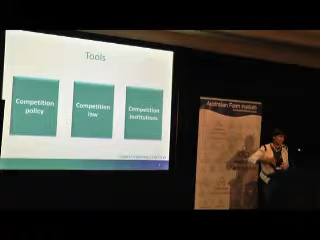 Tools
Competition
policy
Competition
law
Competition
institutions
Australian Farm Institute